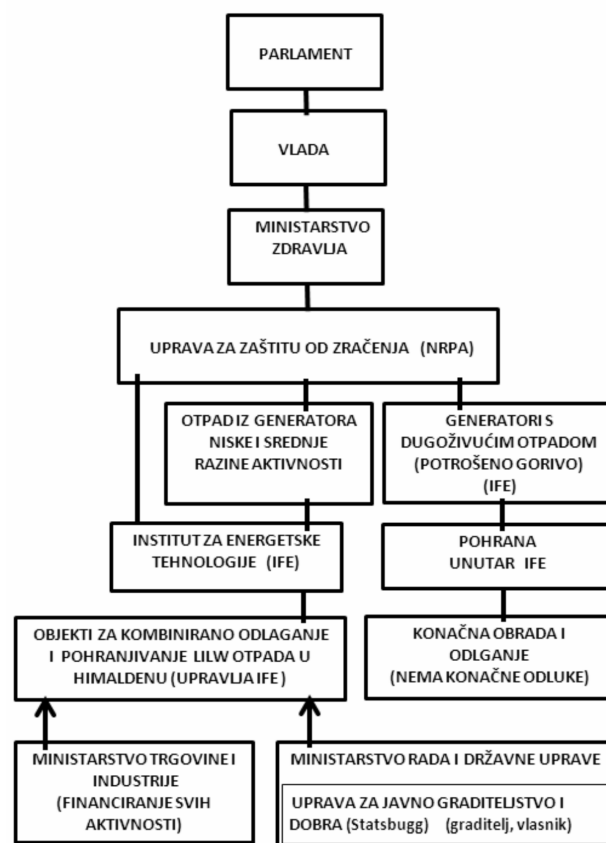 PARLAMENT
VLADA
MINISTARSTVO
ZDRAVLJA
UPRAVA ZA ZAŠTITU OD ZRAČENJA (NRPA)
OTPAD IZ GENERATORA
NISKE I SREDNJE
RAZINE AKTIVNOSTI
GENERATORI S
DUGOŽIVUĆIM OTPADOM
(POTROŠENO GORIVO)
(IFE)
INSTITUT ZA ENERGETSKE
TEHNOLOGIJE (IFE)
POHRANA
UNUTAR IFE
OBJEKTI ZA KOMBINIRANO ODLAGANJE
I POHRANJIVANJE LILW OTPADA U
HIMALDENU (UPRAVLJA IFE)
KONAČNA OBRADA I
ODLGANJE
(NEMA KONAČNE ODLUKE)
MINISTARSTVO TRGOVINE I
INDUSTRIJE
(FINANCIRANJE SVIH
AKTIVNOSTI)
MINISTARSTVO RADA I DRŽAVNE UPRAVE
UPRAVA ZA JAVNO GRADITELJSTVO I
DOBRA (Statsbugg) (graditelj, vlasnik)